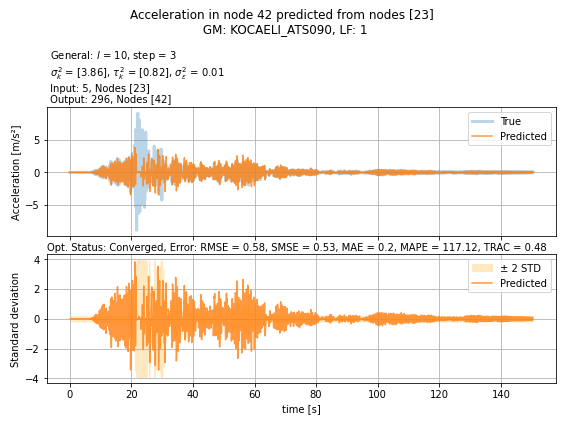 Acceleration in node 42 predicted from nodes [23]
GM: KOCAELI_ATS090, LF: 1
General: l = 10, step = 3
σ²ₖ = [3.86], τ²ₖ = [0.82], σ²ε = 0.01
Input: 5, Nodes [23]
Output: 296, Nodes [42]
Acceleration [m/s²]
5
0
−5
True
Predicted
Opt. Status: Converged, Error: RMSE = 0.58, SMSE = 0.53, MAE = 0.2, MAPE = 117.12, TRAC = 0.48
Standard deviation
4
2
0
−2
−4
± 2 STD
Predicted
0 20 40 60 80 100 120 140
time [s]